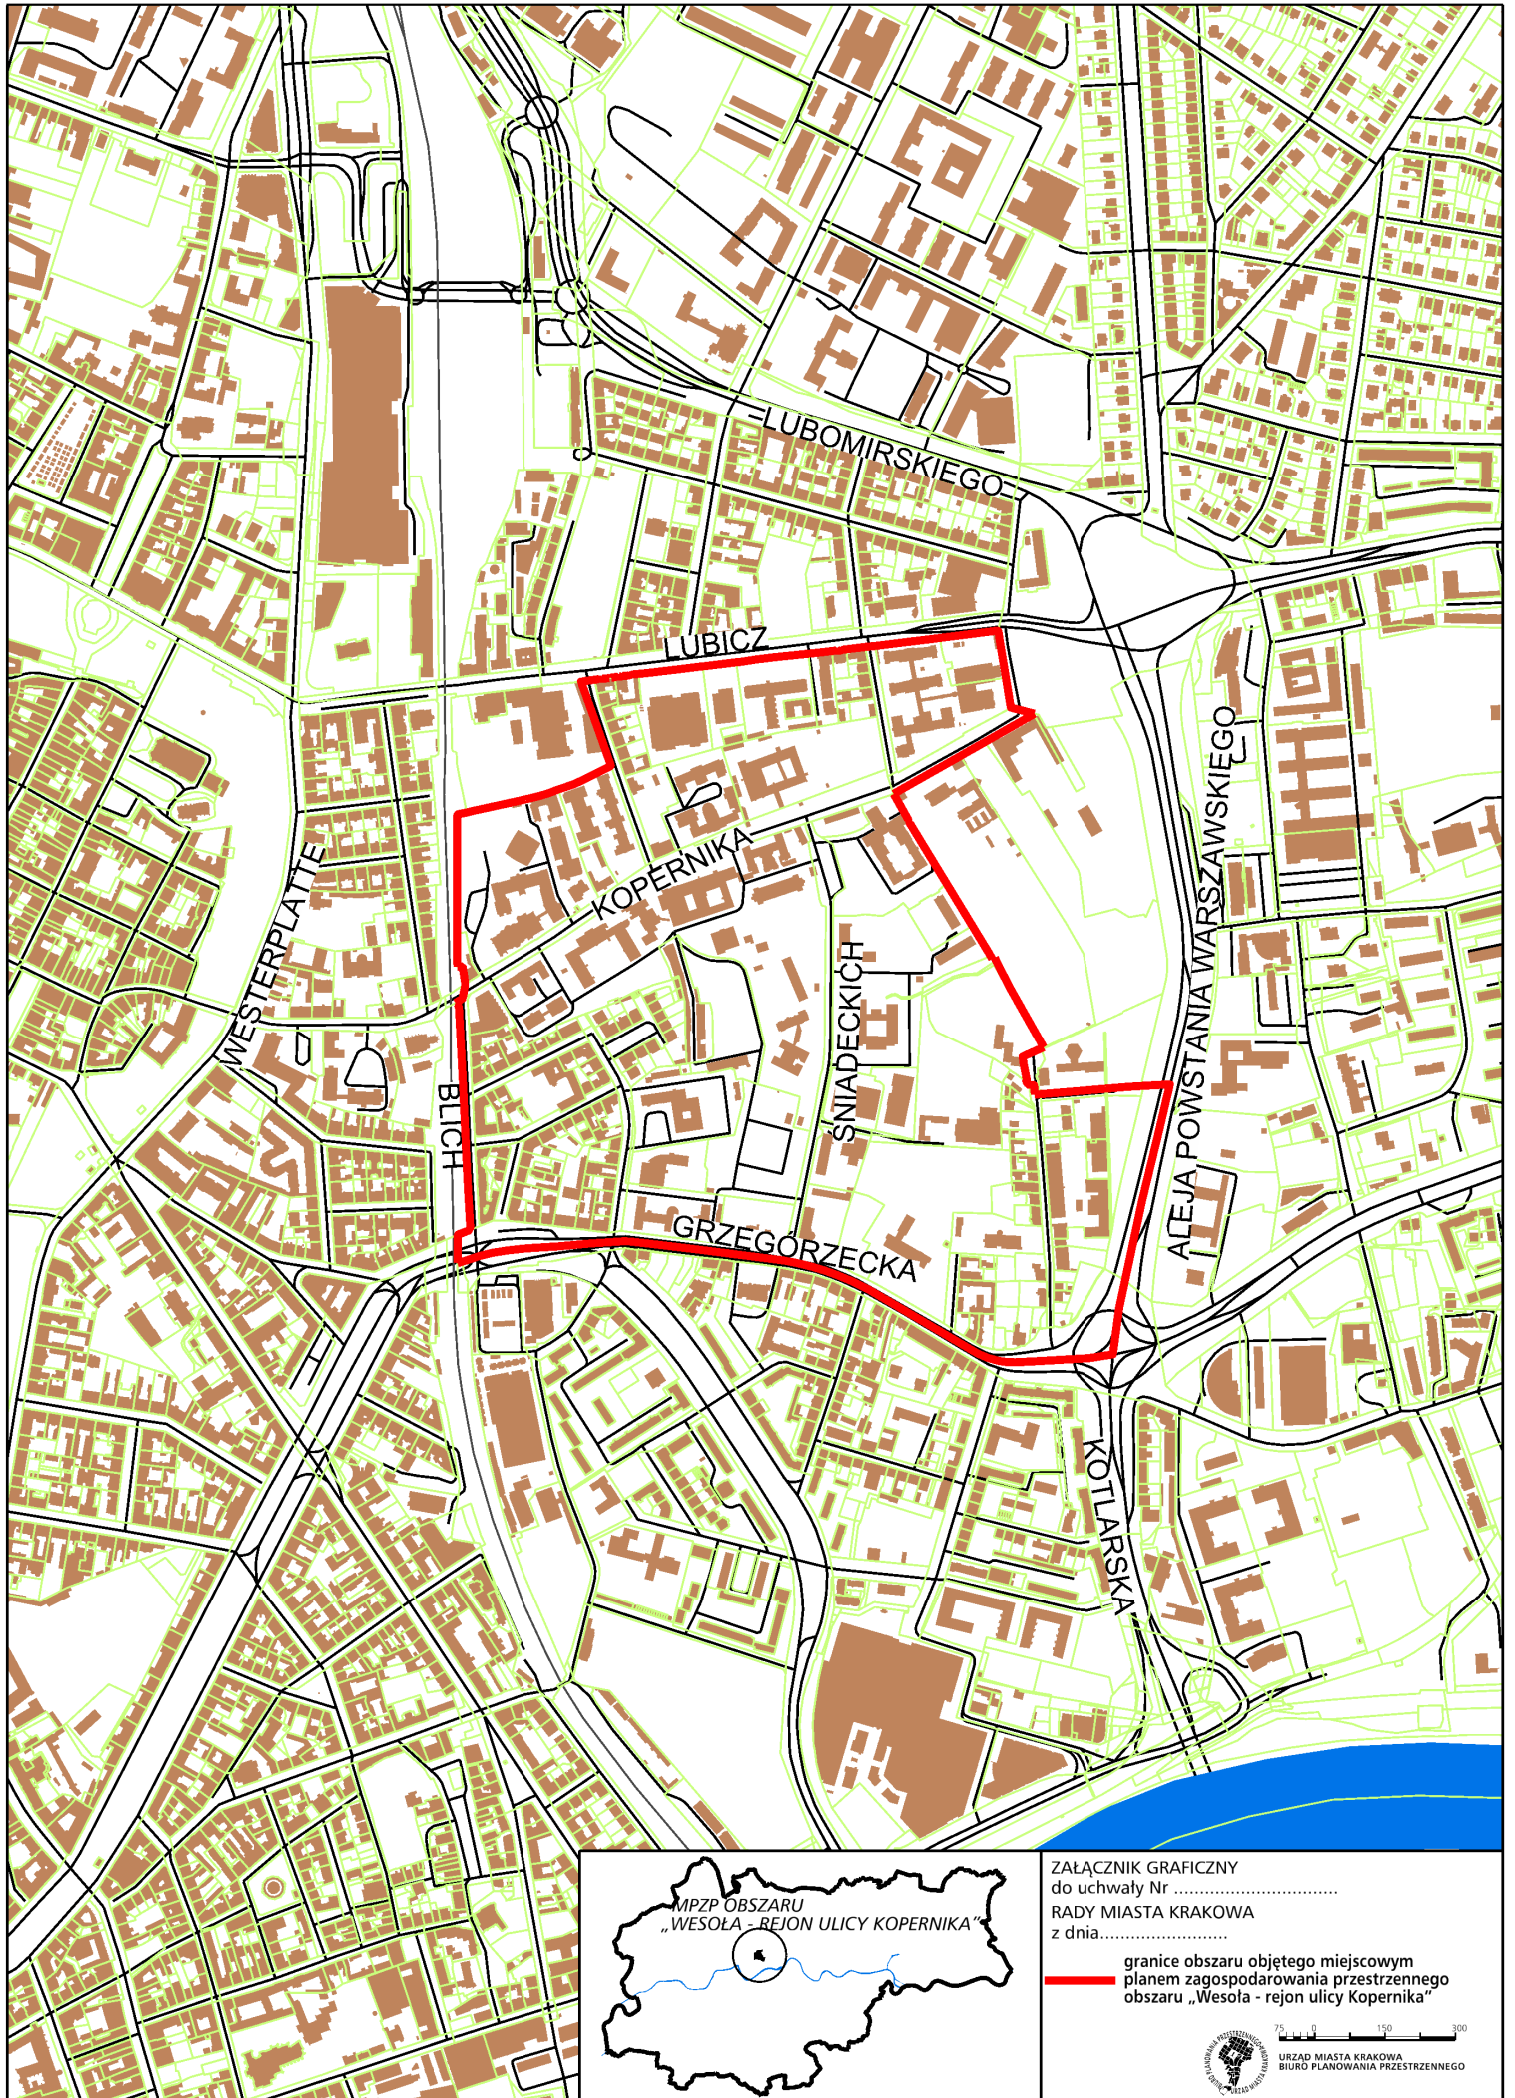 LUBOMIRSKIEGO
LUBICZ
ALEJA POWSTANIA WARSZAWSKIEGO
KOPERNIKA
WESTERPLATTE
ŚNIADECKICH
BLICH
GRZEGÓRZECKA
KOTLARSKA
MPZP OBSZARU
„WESOŁA - REJON ULICY KOPERNIKA”
ZAŁĄCZNIK GRAFICZNY
do uchwały Nr ................................
RADY MIASTA KRAKOWA
z dnia.........................
granice obszaru objętego miejscowym
planem zagospodarowania przestrzennego
obszaru „Wesoła - rejon ulicy Kopernika”
75 0 150 300
URZĄD MIASTA KRAKOWA
BIURO PLANOWANIA PRZESTRZENNEGO